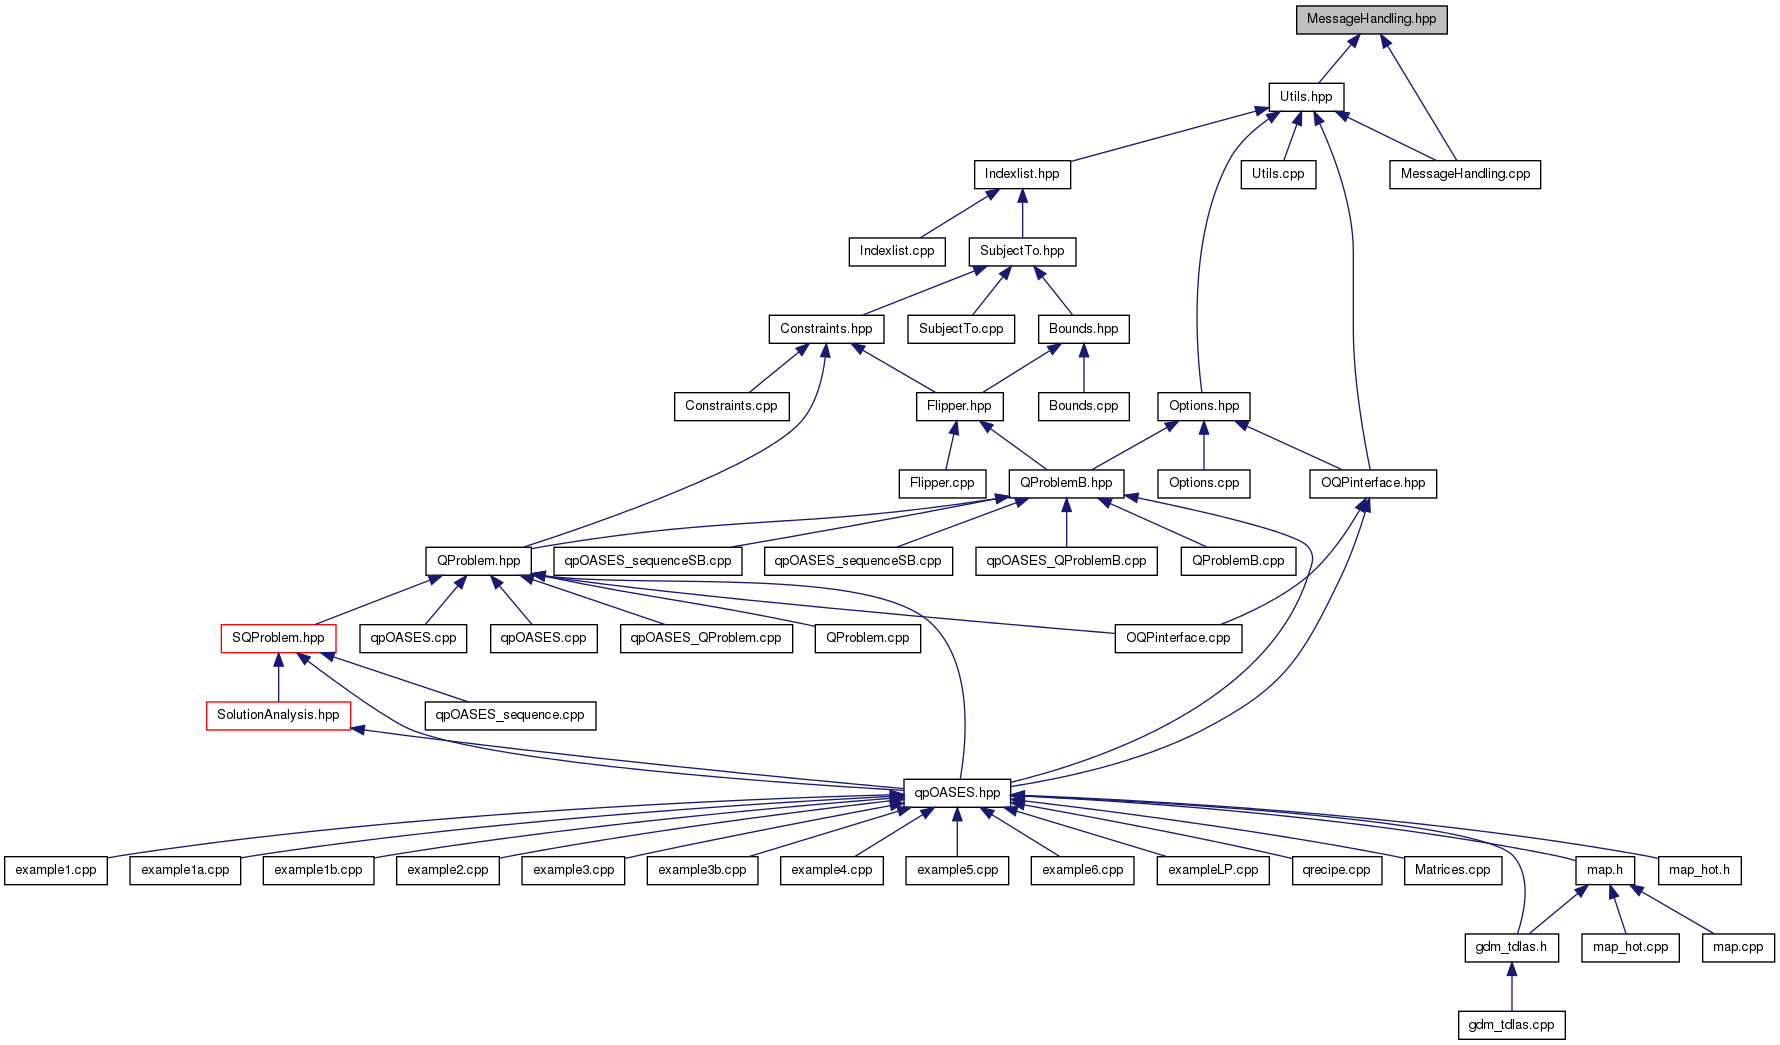 MessageHandling.hpp
Utils.hpp
Indexlist.hpp
Utils.cpp
MessageHandling.cpp
Indexlist.cpp
SubjectTo.hpp
Constraints.hpp
SubjectTo.cpp
Bounds.hpp
Constraints.cpp
Flipper.hpp
Bounds.cpp
Options.hpp
Flipper.cpp
QProblemB.hpp
Options.cpp
OQPinterface.hpp
QProblem.hpp
qpOASES_sequenceSB.cpp
qpOASES_sequenceSB.cpp
qpOASES_QProblemB.cpp
QProblemB.cpp
SQProblem.hpp
qpOASES.cpp
qpOASES.cpp
qpOASES_QProblem.cpp
QProblem.cpp
OQPinterface.cpp
SolutionAnalysis.hpp
qpOASES_sequence.cpp
qpOASES.hpp
example1.cpp
example1a.cpp
example1b.cpp
example2.cpp
example3.cpp
example3b.cpp
example4.cpp
example5.cpp
example6.cpp
exampleLP.cpp
qrecipe.cpp
Matrices.cpp
map.h
map_hot.h
gdm_tdlas.h
map_hot.cpp
map.cpp
gdm_tdlas.cpp